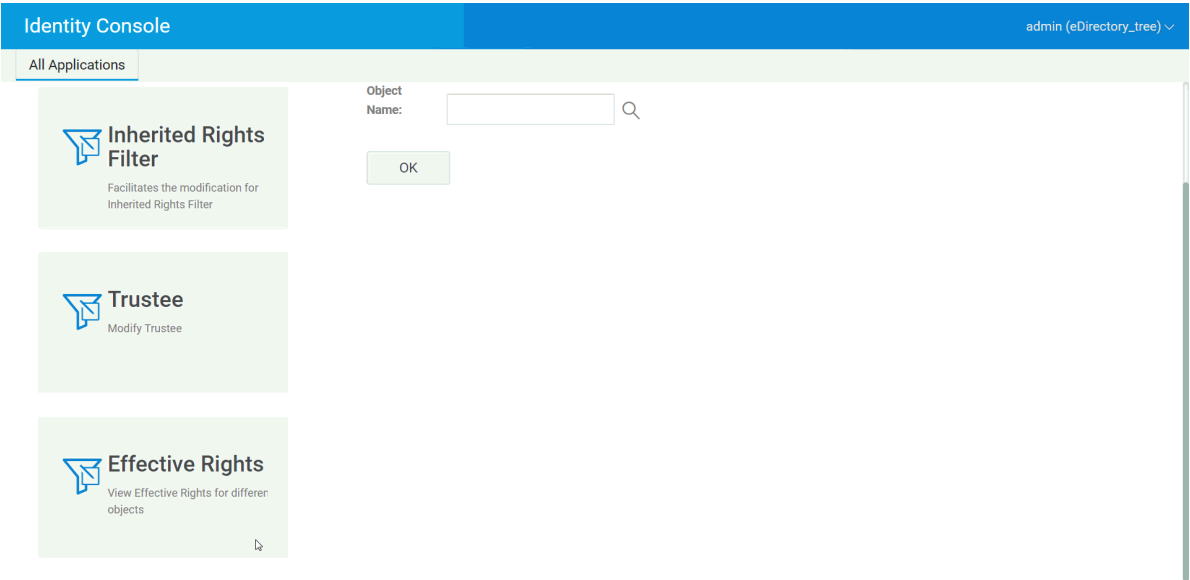 Identity Console
admin (eDirectory_tree)
All Applications
Inherited Rights
Filter
Facilitates the modification for
Inherited Rights Filter
Trustee
Modify Trustee
Effective Rights
View Effective Rights for differen
objects
Object
Name:
OK